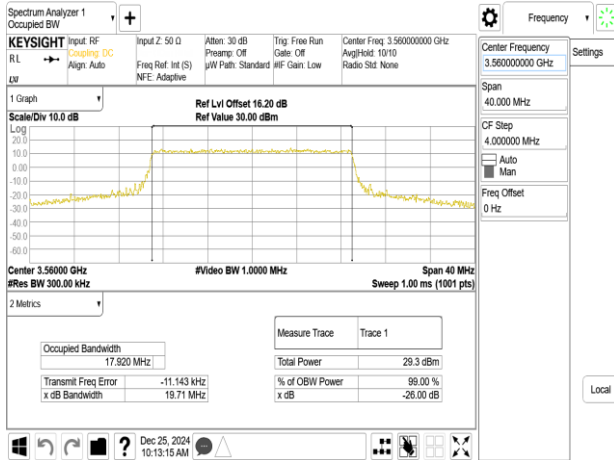 Spectrum Analyzer 1
Occupied BW
Frequency
KEYSIGHT
RL
Input: RF
Coupling: DC
Align: Auto
Input Z: 50 Ω
Freq Ref: Int (S)
NFE: Adaptive
Atten: 30 dB
Preamp: Off
µW Path: Standard
Trig: Free Run
Gate: Off
#IF Gain: Low
Center Freq: 3.560000000 GHz
Avg|Hold: 10/10
Radio Std: None
Center Frequency
3.560000000 GHz
Settings
Span
40.000 MHz
CF Step
4.000000 MHz
Auto
Man
Freq Offset
0 Hz
Local
1 Graph
Scale/Div 10.0 dB
Ref Lvl Offset 16.20 dB
Ref Value 30.00 dBm
Log
20.0
10.0
0.00
-10.0
-20.0
-30.0
-40.0
-50.0
-60.0
Center 3.56000 GHz
#Video BW 1.0000 MHz
Span 40 MHz
#Res BW 300.00 kHz
Sweep 1.00 ms (1001 pts)
2 Metrics
Measure Trace Trace 1
Occupied Bandwidth
17.920 MHz
Total Power 29.3 dBm
Transmit Freq Error -11.143 kHz
% of OBW Power 99.00 %
x dB Bandwidth 19.71 MHz
x dB -26.00 dB
Dec 25, 2024
10:13:15 AM